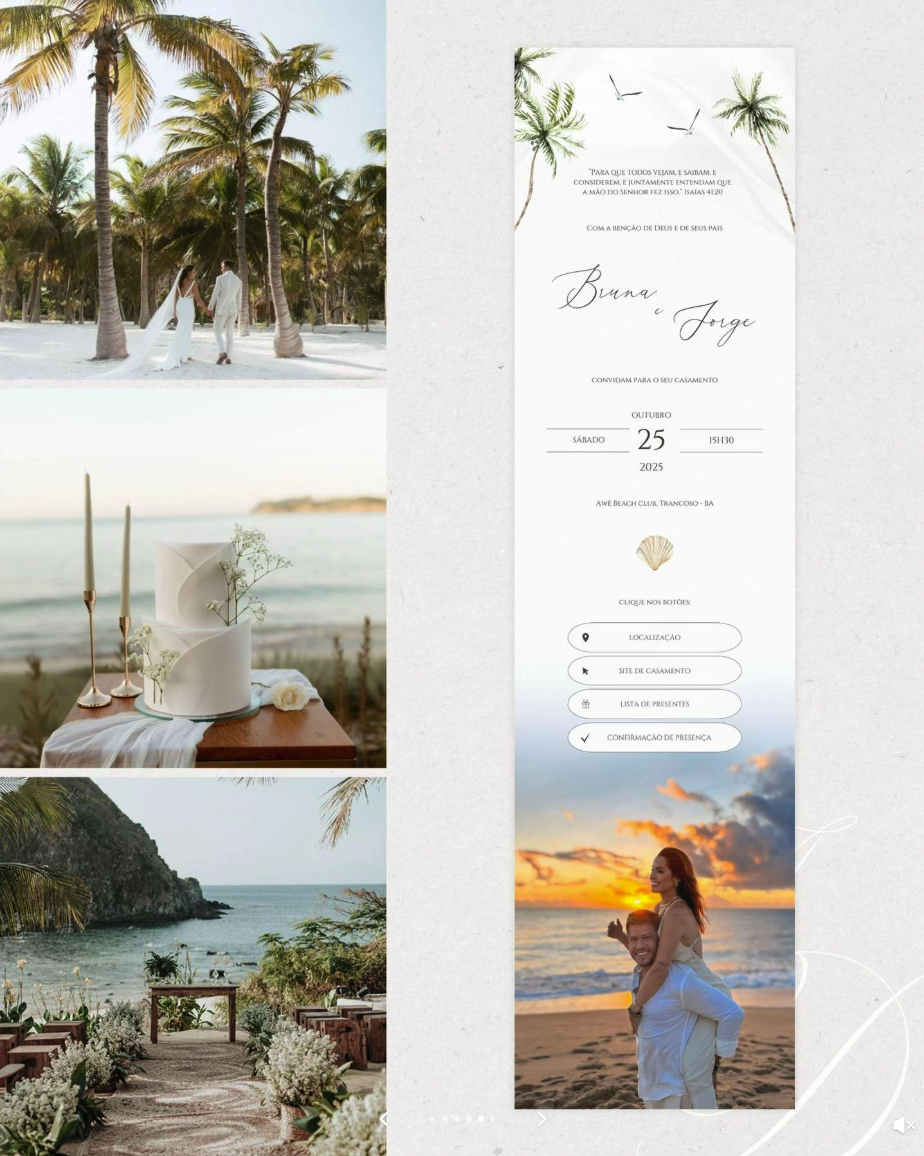 "Para que todos vejam, e saibam, e
considerem, e juntamente entendam que
a mão do Senhor fez isso." Isaías 41:20
Com a benção de Deus e de seus pais
Bruna
e
Jorge
convidam para o seu casamento
OUTUBRO
SÁBADO 25 15H30
2025
Awê Beach Club, Trancoso - BA
CLIQUE NOS BOTÕES:
LOCALIZAÇÃO
SITE DE CASAMENTO
LISTA DE PRESENTES
CONFIRMAÇÃO DE PRESENÇA